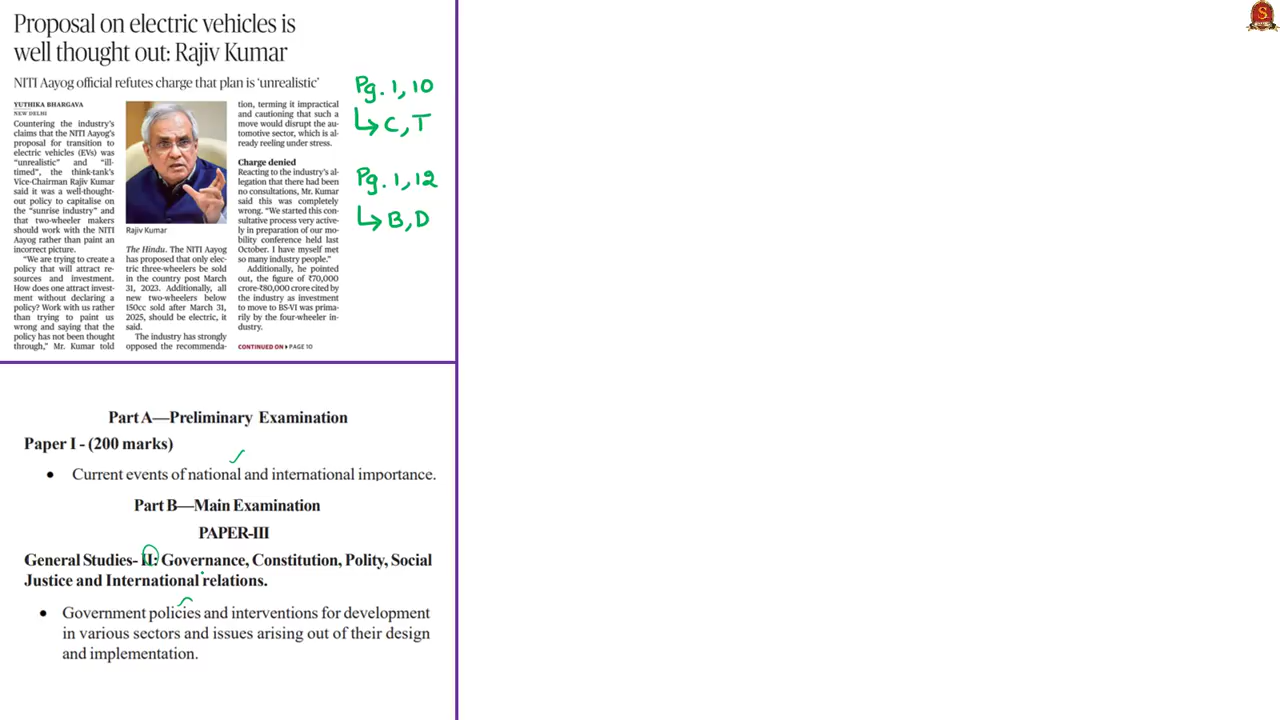 Proposal on electric vehicles is
well thought out: Rajiv Kumar
NITI Aayog official refutes charge that plan is ‘unrealistic’
YUTHIKA BHARGAVA
NEW DELHI
Countering the industry’s
claims that the NITI Aayog’s
proposal for transition to
electric vehicles (EVs) was
“unrealistic” and “ill-
timed”, the think-tank’s
Vice-Chairman Rajiv Kumar
said it was a well-thought-
out policy to capitalise on
the “sunrise industry” and
that two-wheeler makers
should work with the NITI
Aayog rather than paint an
incorrect picture.
“We are trying to create a
policy that will attract re-
sources and investment.
How does one attract invest-
ment without declaring a
policy? Work with us rather
than trying to paint us
wrong and saying that the
policy has not been thought
through,” Mr. Kumar told
Rajiv Kumar
The Hindu. The NITI Aayog
has proposed that only elec-
tric three-wheelers be sold
in the country post March
31, 2023. Additionally, all
new two-wheelers below
150cc sold after March 31,
2025, should be electric, it
said.
The industry has strongly
opposed the recommenda-
tion, terming it impractical
and cautioning that such a
move would disrupt the au-
tomotive sector, which is al-
ready reeling under stress.
Charge denied
Reacting to the industry’s al-
legation that there had been
no consultations, Mr. Kumar
said this was completely
wrong. “We started this con-
sultative process very active-
ly in preparation of our mo-
bility conference held last
October. I have myself met
so many industry people.”
Additionally, he pointed
out, the figure of ₹70,000
crore-₹80,000 crore cited by
the industry as investment
to move to BS-VI was prima-
rily by the four-wheeler in-
dustry.
CONTINUED ON ▸ PAGE 10
Pg. 1, 10
↳ C, T
Pg. 1, 12
↳ B, D
S
Part A—Preliminary Examination
Paper I - (200 marks)
• Current events of national and international importance.
Part B—Main Examination
PAPER-III
General Studies- II: Governance, Constitution, Polity, Social
Justice and International relations.
• Government policies and interventions for development
in various sectors and issues arising out of their design
and implementation.